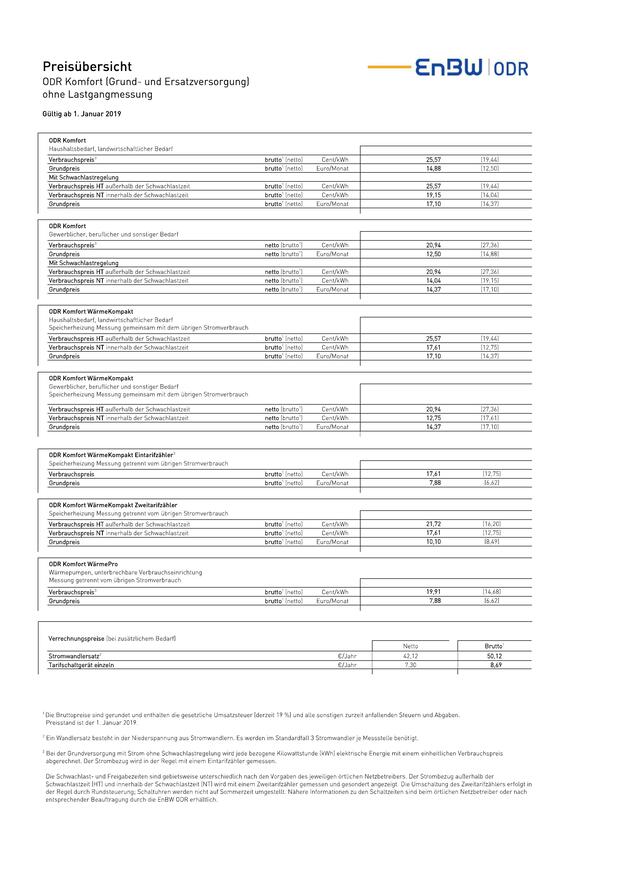 Preisübersicht
ODR Komfort (Grund- und Ersatzversorgung)
ohne Lastgangmessung
EnBW | ODR
Gültig ab 1. Januar 2019
ODR Komfort
Haushaltsbedarf, landwirtschaftlicher Bedarf
Verbrauchspreis³ brutto¹ (netto) Cent/kWh 25,57 (19,44)
Grundpreis brutto¹ (netto) Euro/Monat 14,88 (12,50)
Mit Schwachlastregelung
Verbrauchspreis HT außerhalb der Schwachlastzeit brutto¹ (netto) Cent/kWh 25,57 (19,44)
Verbrauchspreis NT innerhalb der Schwachlastzeit brutto¹ (netto) Cent/kWh 19,15 (14,04)
Grundpreis brutto¹ (netto) Euro/Monat 17,10 (14,37)
ODR Komfort
Gewerblicher, beruflicher und sonstiger Bedarf
Verbrauchspreis³ netto (brutto¹) Cent/kWh 20,94 (27,36)
Grundpreis netto (brutto¹) Euro/Monat 12,50 (14,88)
Mit Schwachlastregelung
Verbrauchspreis HT außerhalb der Schwachlastzeit netto (brutto¹) Cent/kWh 20,94 (27,36)
Verbrauchspreis NT innerhalb der Schwachlastzeit netto (brutto¹) Cent/kWh 14,04 (19,15)
Grundpreis netto (brutto¹) Euro/Monat 14,37 (17,10)
ODR Komfort WärmeKompakt
Haushaltsbedarf, landwirtschaftlicher Bedarf
Speicherheizung Messung gemeinsam mit dem übrigen Stromverbrauch
Verbrauchspreis HT außerhalb der Schwachlastzeit brutto¹ (netto) Cent/kWh 25,57 (19,44)
Verbrauchspreis NT innerhalb der Schwachlastzeit brutto¹ (netto) Cent/kWh 17,61 (12,75)
Grundpreis brutto¹ (netto) Euro/Monat 17,10 (14,37)
ODR Komfort WärmeKompakt
Gewerblicher, beruflicher und sonstiger Bedarf
Speicherheizung Messung gemeinsam mit dem übrigen Stromverbrauch
Verbrauchspreis HT außerhalb der Schwachlastzeit netto (brutto¹) Cent/kWh 20,94 (27,36)
Verbrauchspreis NT innerhalb der Schwachlastzeit netto (brutto¹) Cent/kWh 12,75 (17,61)
Grundpreis netto (brutto¹) Euro/Monat 14,37 (17,10)
ODR Komfort WärmeKompakt Eintarifzähler³
Speicherheizung Messung getrennt vom übrigen Stromverbrauch
Verbrauchspreis brutto¹ (netto) Cent/kWh 17,61 (12,75)
Grundpreis brutto¹ (netto) Euro/Monat 7,88 (6,62)
ODR Komfort WärmeKompakt Zweitarifzähler
Speicherheizung Messung getrennt vom übrigen Stromverbrauch
Verbrauchspreis HT außerhalb der Schwachlastzeit brutto¹ (netto) Cent/kWh 21,72 (16,20)
Verbrauchspreis NT innerhalb der Schwachlastzeit brutto¹ (netto) Cent/kWh 17,61 (12,75)
Grundpreis brutto¹ (netto) Euro/Monat 10,10 (8,49)
ODR Komfort WärmePro
Wärmepumpen, unterbrechbare Verbrauchseinrichtung
Messung getrennt vom übrigen Stromverbrauch
Verbrauchspreis³ brutto¹ (netto) Cent/kWh 19,91 (14,68)
Grundpreis brutto¹ (netto) Euro/Monat 7,88 (6,62)
Verrechnungspreise (bei zusätzlichem Bedarf)
Netto Brutto¹
Stromwandlersatz² €/Jahr 42,12 50,12
Tarifschaltgerät einzeln €/Jahr 7,30 8,69
¹ Die Bruttopreise sind gerundet und enthalten die gesetzliche Umsatzsteuer (derzeit 19 %) und alle sonstigen zurzeit anfallenden Steuern und Abgaben.
Preisstand ist der 1. Januar 2019
² Ein Wandlersatz besteht in der Niederspannung aus Stromwandlern. Es werden im Standardfall 3 Stromwandler je Messstelle benötigt.
³ Bei der Grundversorgung mit Strom ohne Schwachlastregelung wird jede bezogene Kilowattstunde (kWh) elektrische Energie mit einem einheitlichen Verbrauchspreis
abgerechnet. Der Strombezug wird in der Regel mit einem Eintarifzähler gemessen.
Die Schwachlast- und Freigabezeiten sind gebietsweise unterschiedlich nach den Vorgaben des jeweiligen örtlichen Netzbetreibers. Der Strombezug außerhalb der
Schwachlastzeit (HT) und innerhalb der Schwachlastzeit (NT) wird mit einem Zweitarifzähler gemessen und gesondert angezeigt. Die Umschaltung des Zweitarifzählers erfolgt in
der Regel durch Rundsteuerung; Schaltuhren werden nicht auf Sommerzeit umgestellt. Nähere Informationen zu den Schaltzeiten sind beim örtlichen Netzbetreiber oder nach
entsprechender Beauftragung durch die EnBW ODR erhältlich.